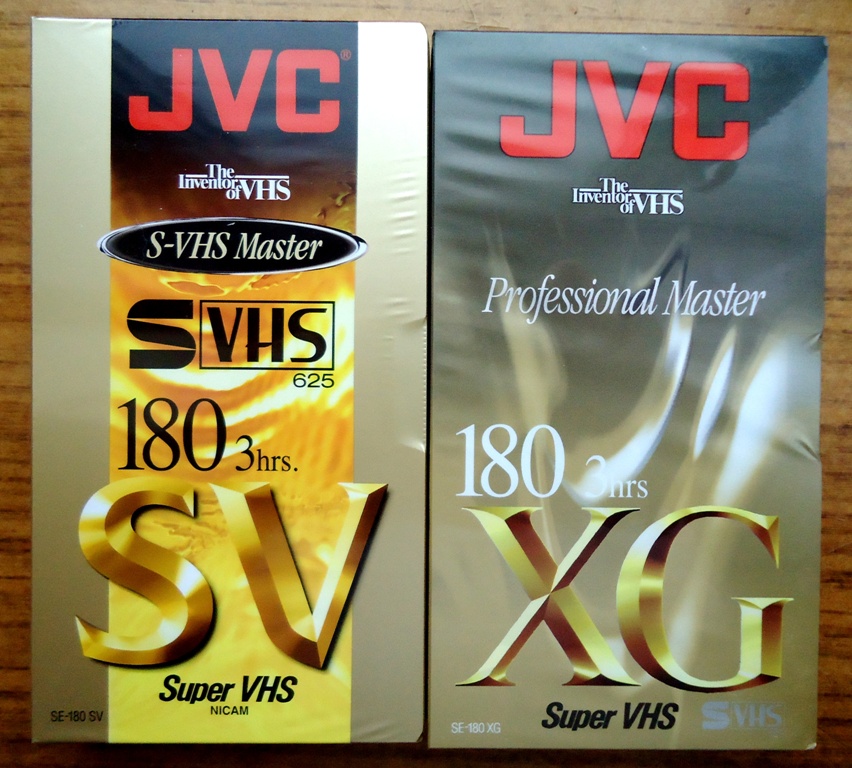 JVC®
The
Inventor
of VHS
S-VHS Master
S VHS
625
180 3hrs.
SV
Super VHS
NICAM
SE-180 SV
JVC
The
Inventor
of VHS
Professional Master
180 3hrs
XG
Super VHS
S VHS
SE-180 XG